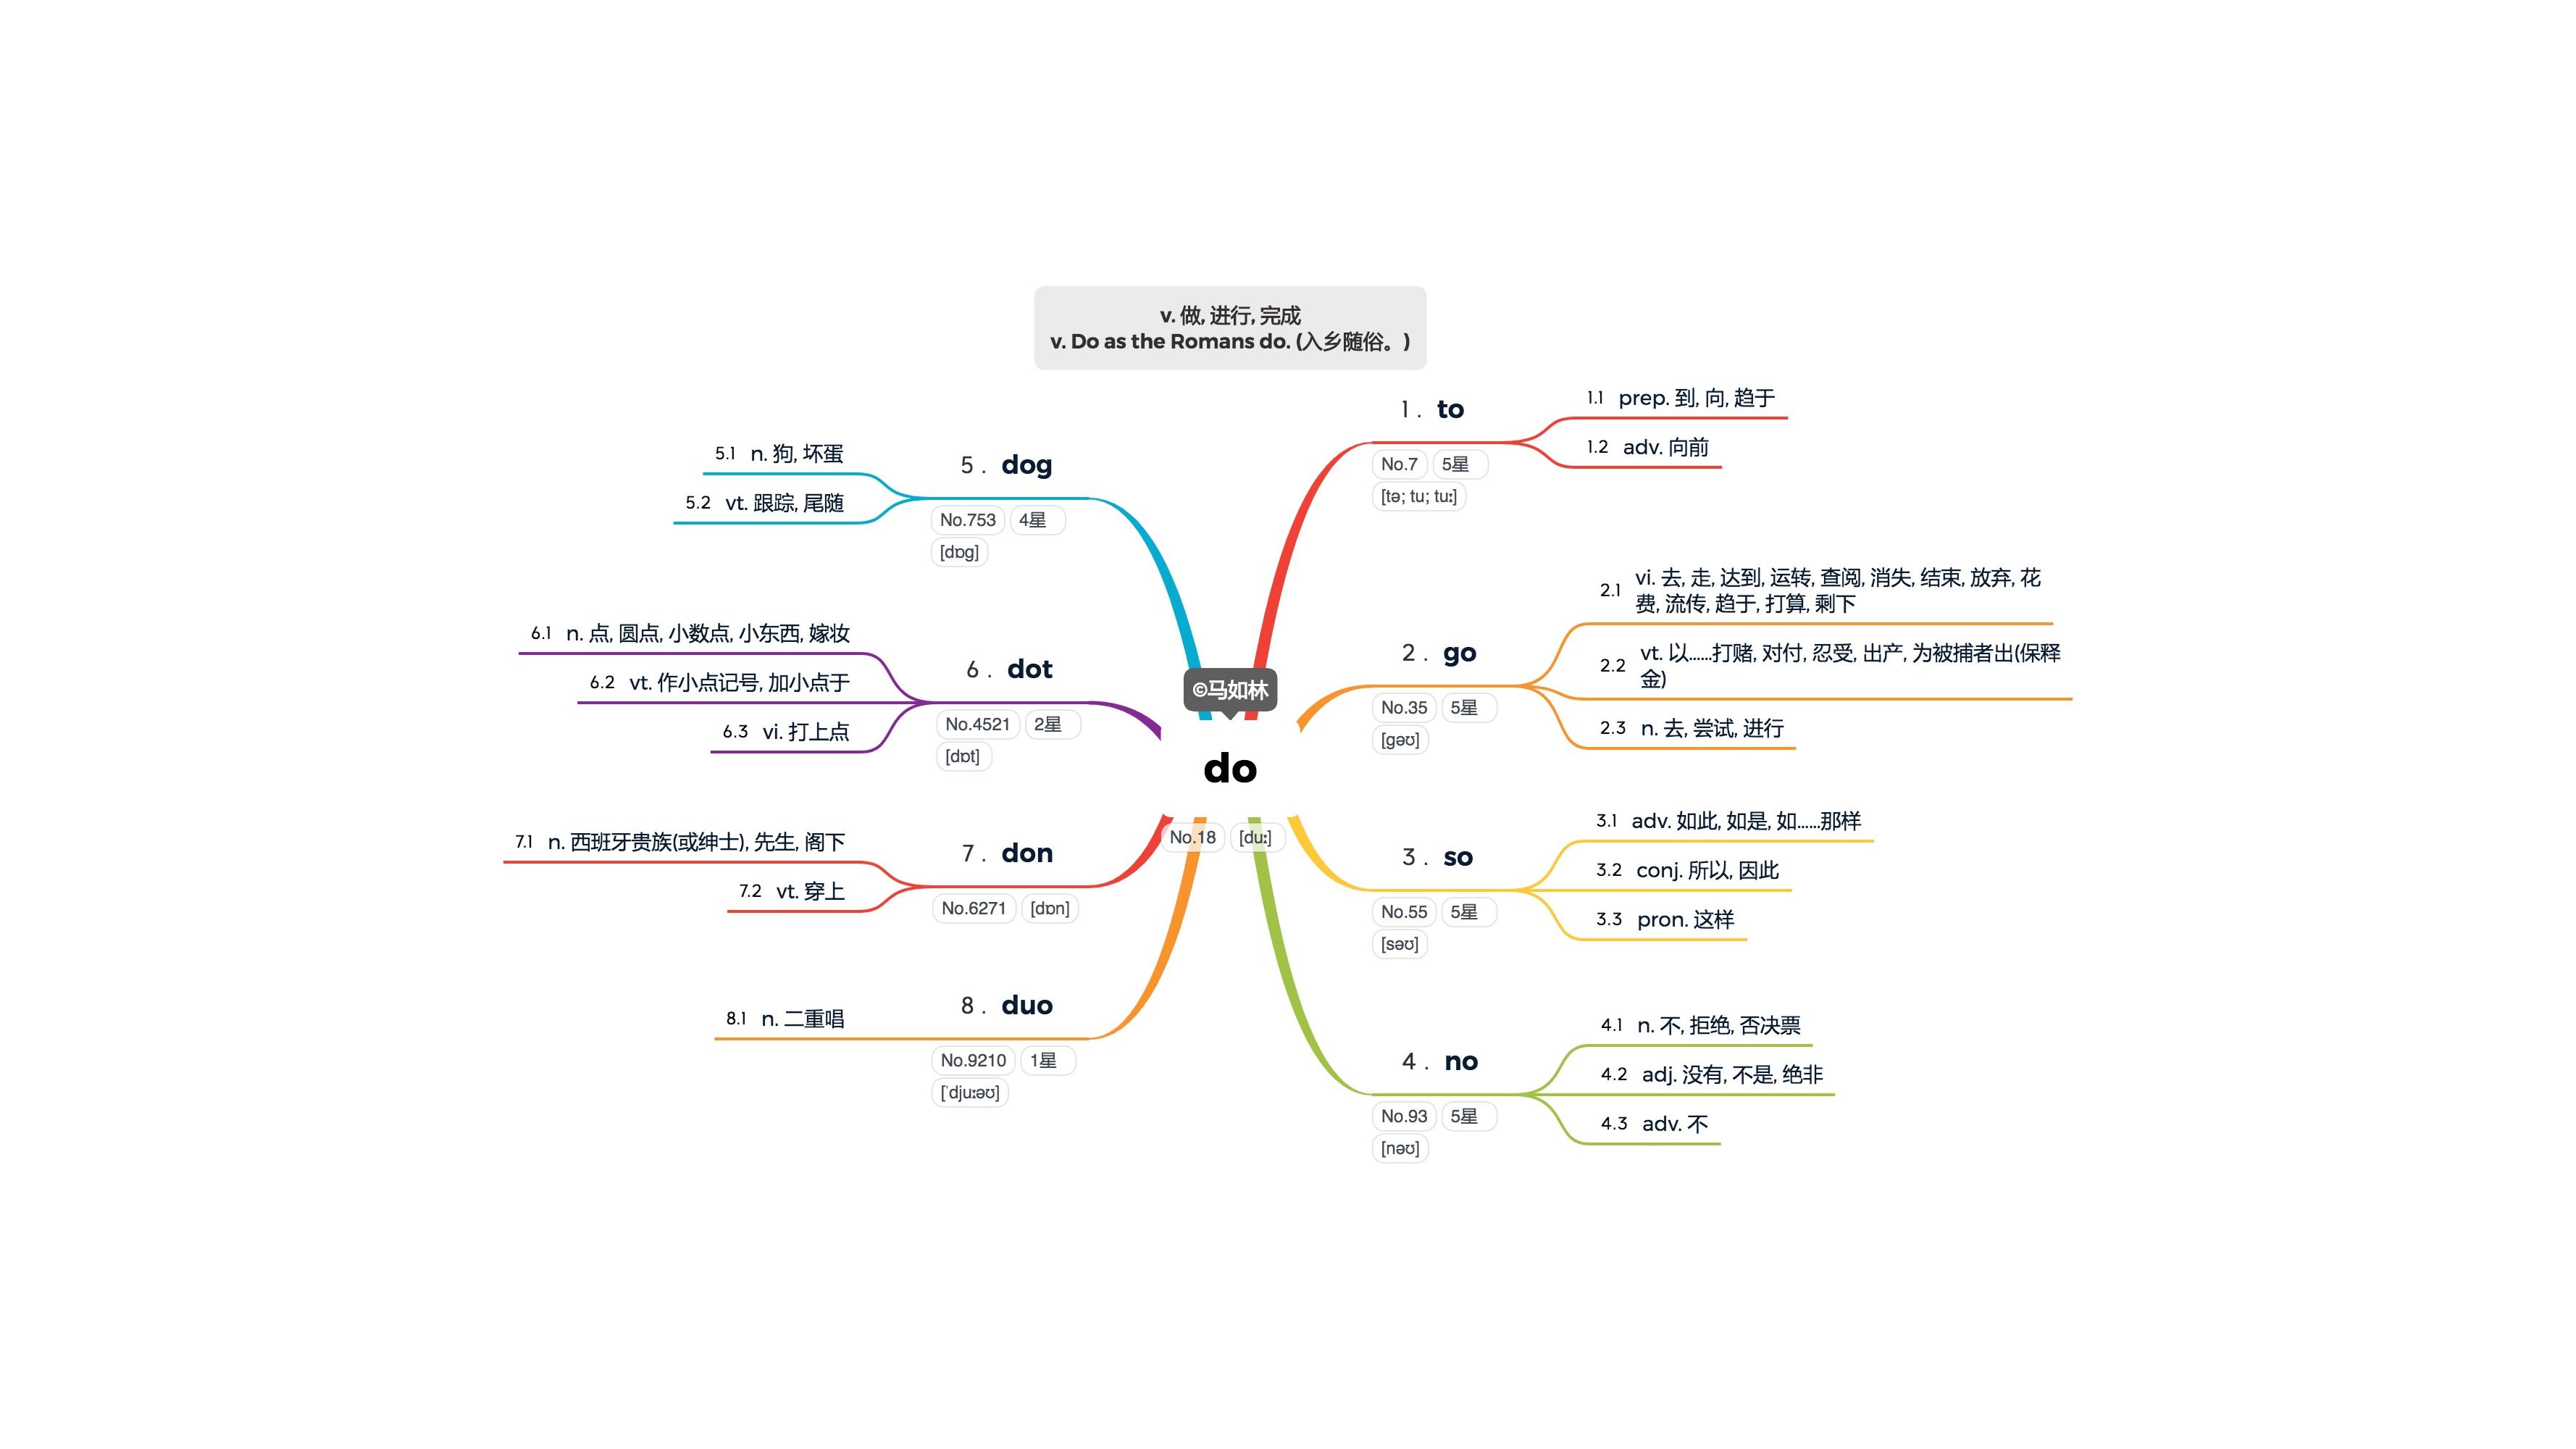 v. 做, 进行, 完成
v. Do as the Romans do. (入乡随俗。)
©马如林
do
No.18 [duː]
1 . to
No.7 5星
[tə; tu; tuː]
1.1 prep. 到, 向, 趋于
1.2 adv. 向前
2 . go
No.35 5星
[gəʊ]
2.1 vi. 去, 走, 达到, 运转, 查阅, 消失, 结束, 放弃, 花
费, 流传, 趋于, 打算, 剩下
2.2 vt. 以......打赌, 对付, 忍受, 出产, 为被捕者出(保释
金)
2.3 n. 去, 尝试, 进行
3 . so
No.55 5星
[səʊ]
3.1 adv. 如此, 如是, 如......那样
3.2 conj. 所以, 因此
3.3 pron. 这样
4 . no
No.93 5星
[nəʊ]
4.1 n. 不, 拒绝, 否决票
4.2 adj. 没有, 不是, 绝非
4.3 adv. 不
5 . dog
No.753 4星
[dɒg]
5.1 n. 狗, 坏蛋
5.2 vt. 跟踪, 尾随
6 . dot
No.4521 2星
[dɒt]
6.1 n. 点, 圆点, 小数点, 小东西, 嫁妆
6.2 vt. 作小点记号, 加小点于
6.3 vi. 打上点
7 . don
No.6271 [dɒn]
7.1 n. 西班牙贵族(或绅士), 先生, 阁下
7.2 vt. 穿上
8 . duo
No.9210 1星
[ˈdjuːəʊ]
8.1 n. 二重唱